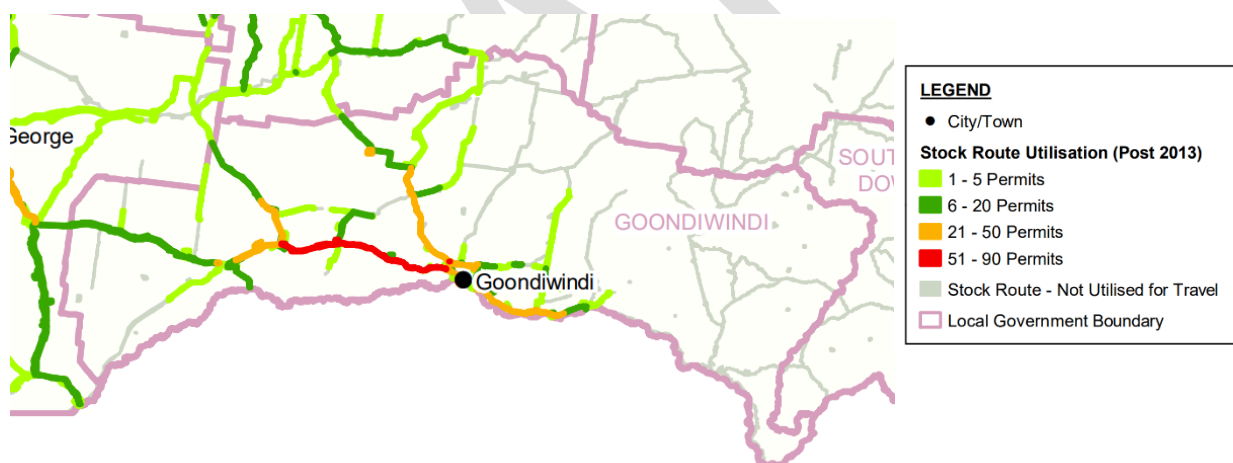 George
Goondiwindi
GOONDIWINDI
SOUT
DOW
LEGEND
City/Town
Stock Route Utilisation (Post 2013)
1 - 5 Permits
6 - 20 Permits
21 - 50 Permits
51 - 90 Permits
Stock Route - Not Utilised for Travel
Local Government Boundary